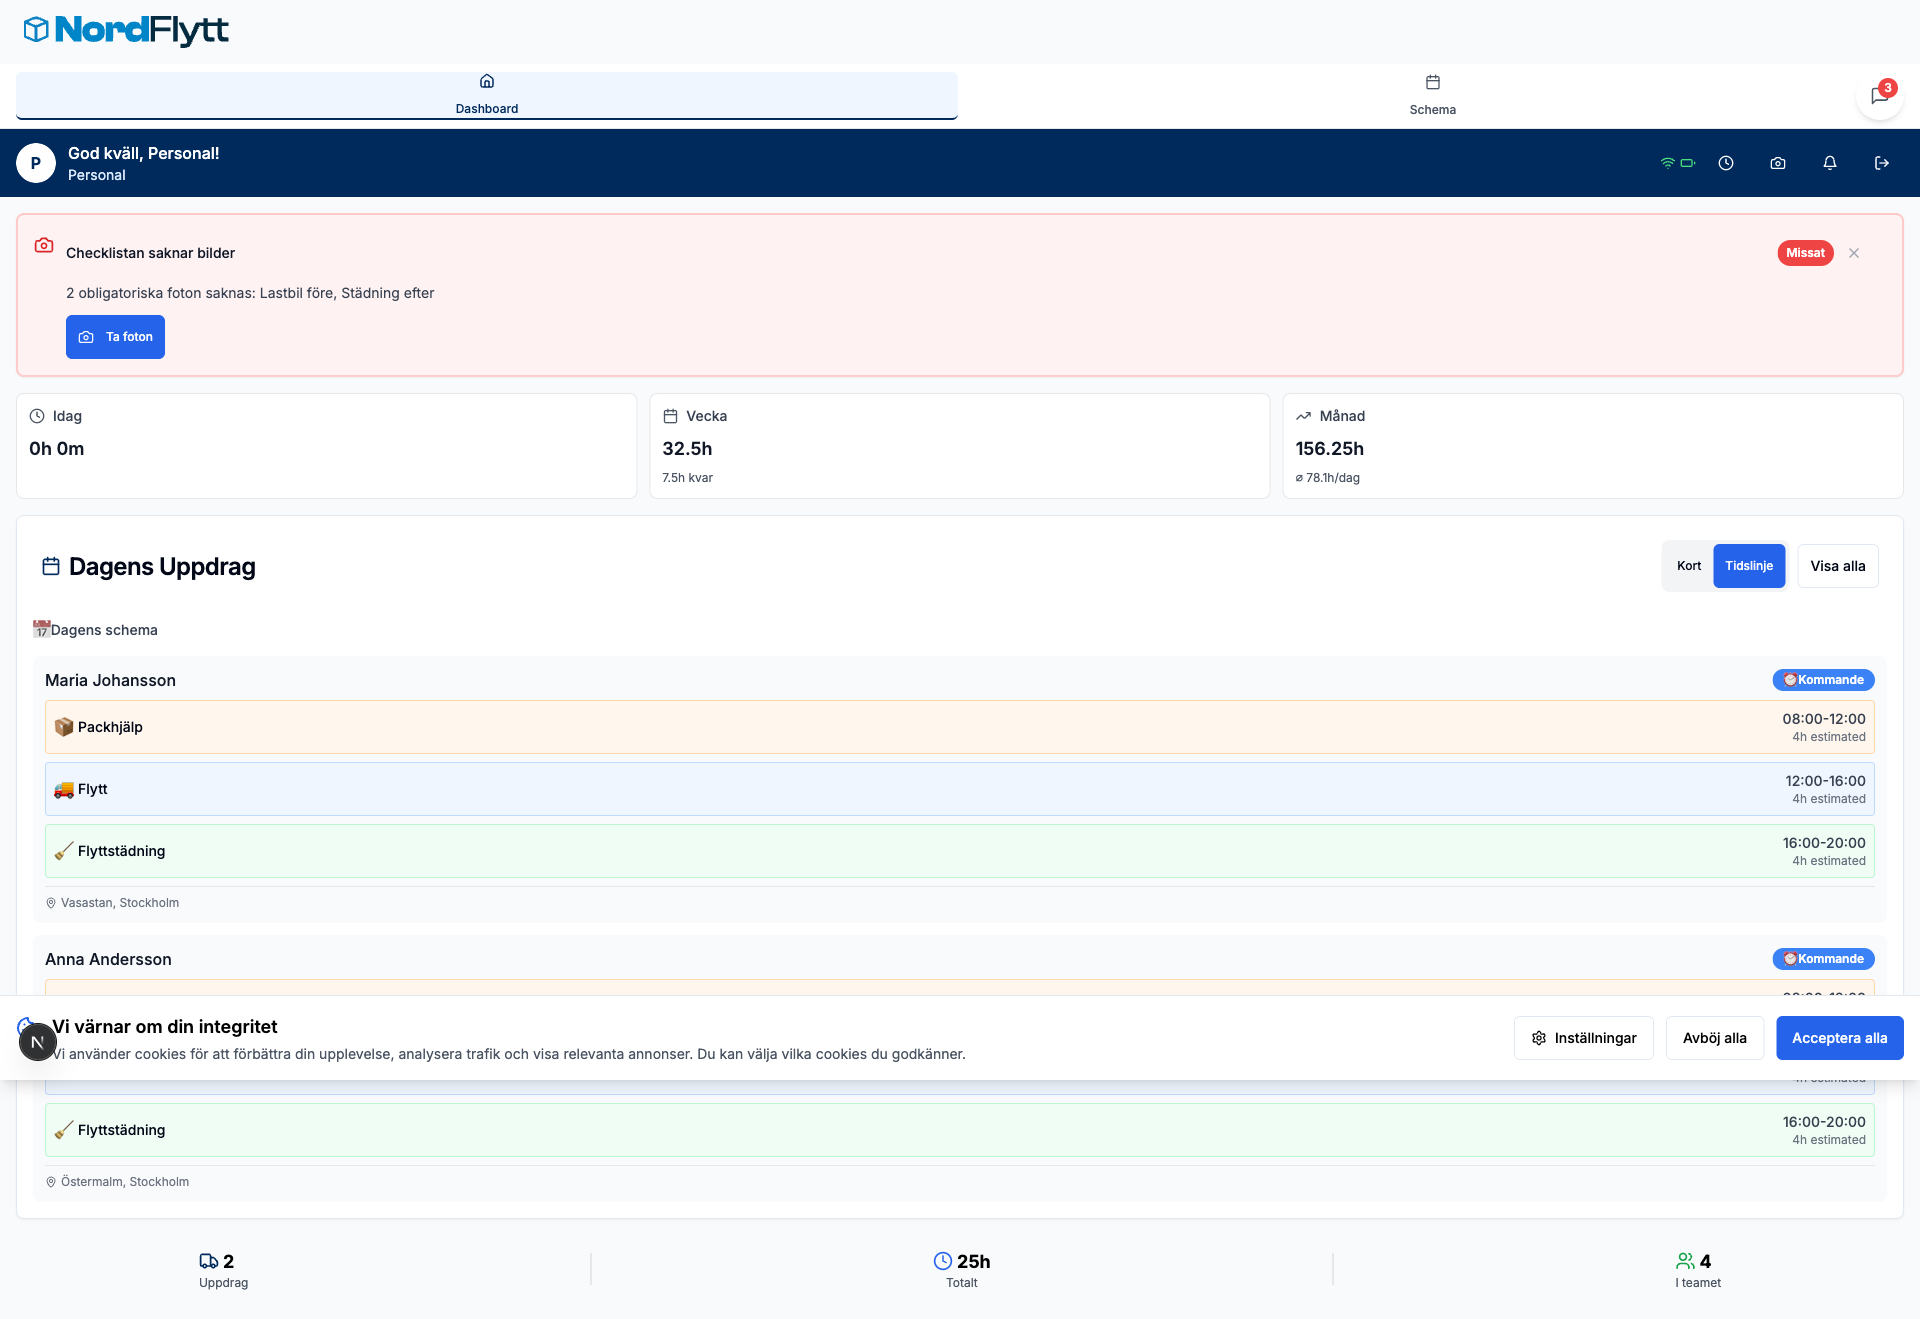 NordFlytt
Dashboard
Schema
3
P
God kväll, Personal!
Personal
Checklistan saknar bilder
Missat
2 obligatoriska foton saknas: Lastbil före, Städning efter
Ta foton
Idag
0h 0m
Vecka
32.5h
7.5h kvar
Månad
156.25h
⌀ 78.1h/dag
Dagens Uppdrag
Kort
Tidslinje
Visa alla
17 Dagens schema
Maria Johansson
Kommande
Packhjälp
08:00-12:00
4h estimated
Flytt
12:00-16:00
4h estimated
Flyttstädning
16:00-20:00
4h estimated
Vasastan, Stockholm
Anna Andersson
Kommande
Vi värnar om din integritet
N
Vi använder cookies för att förbättra din upplevelse, analysera trafik och visa relevanta annonser. Du kan välja vilka cookies du godkänner.
Inställningar
Avböj alla
Acceptera alla
Flyttstädning
16:00-20:00
4h estimated
Östermalm, Stockholm
2
Uppdrag
25h
Totalt
4
I teamet